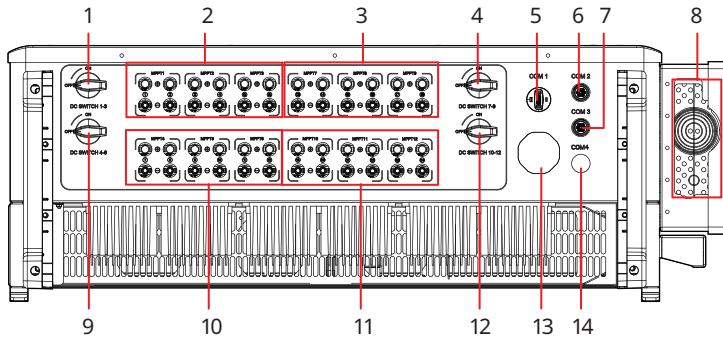 1 2 3 4 5 6 7 8
ON ON
OFF OFF
MPPT1 MPPT2 MPPT3 MPPT7 MPPT8 MPPT9
COM 1 COM 2
DC SWITCH 1-3 DC SWITCH 7-9
COM 3
ON ON
OFF OFF
MPPT4 MPPT5 MPPT6 MPPT10 MPPT11 MPPT12
DC SWITCH 4-6 DC SWITCH 10-12 COM4
9 10 11 12 13 14